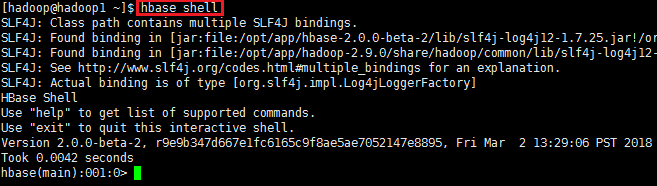 [hadoop@hadoop1 ~]$ hbase shell
SLF4J: Class path contains multiple SLF4J bindings.
SLF4J: Found binding in [jar:file:/opt/app/hbase-2.0.0-beta-2/lib/slf4j-log4j12-1.7.25.jar!/or
SLF4J: Found binding in [jar:file:/opt/app/hadoop-2.9.0/share/hadoop/common/lib/slf4j-log4j12-
SLF4J: See http://www.slf4j.org/codes.html#multiple_bindings for an explanation.
SLF4J: Actual binding is of type [org.slf4j.impl.Log4jLoggerFactory]
HBase Shell
Use "help" to get list of supported commands.
Use "exit" to quit this interactive shell.
Version 2.0.0-beta-2, r9e9b347d667e1fc6165c9f8ae5ae7052147e8895, Fri Mar  2 13:29:06 PST 2018
Took 0.0042 seconds
hbase(main):001:0>